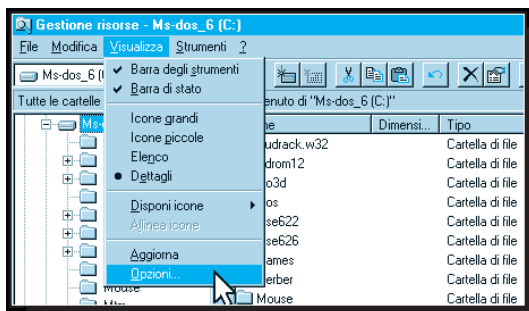 Gestione risorse - Ms-dos_6 (C:)
File Modifica Visualizza Strumenti ?
Ms-dos_6 (
Barra degli strumenti
Barra di stato
Icone grandi
Icone piccole
Elenco
Dettagli
Disponi icone
Allinea icone
Aggiorna
Opzioni...
Tutte le cartelle
enuto di "Ms-dos_6 (C:)"
Ms-
Mouse
me Dimensi... Tipo
udrack.w32 Cartella di file
drom12 Cartella di file
o3d Cartella di file
os Cartella di file
se622 Cartella di file
se626 Cartella di file
ames Cartella di file
erber Cartella di file
Mouse Cartella di file